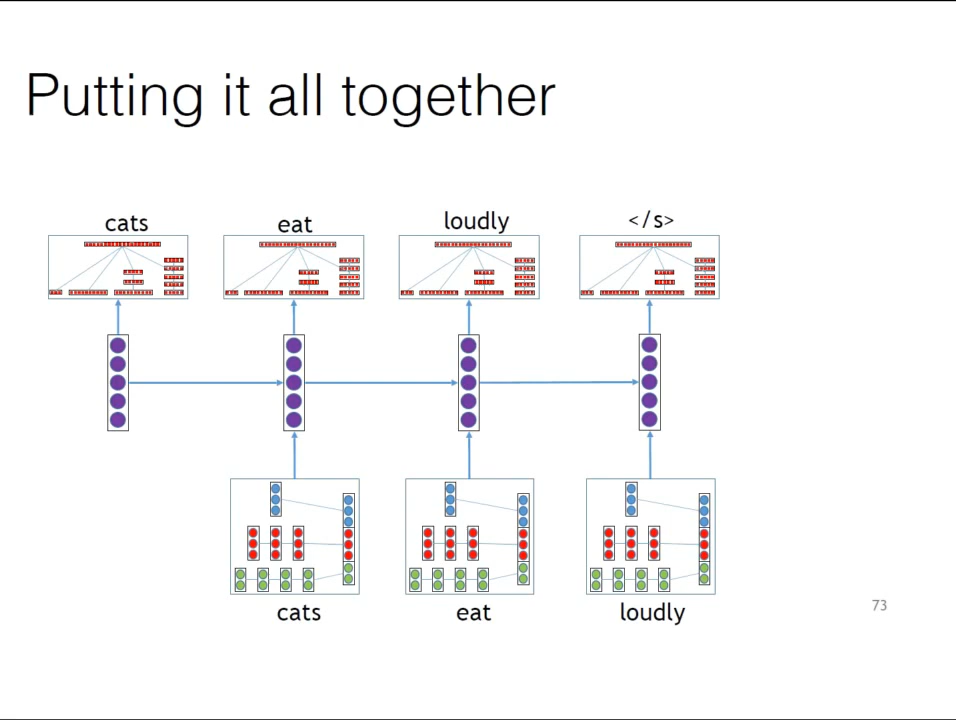 Putting it all together
cats eat loudly </s>
cats eat loudly
73